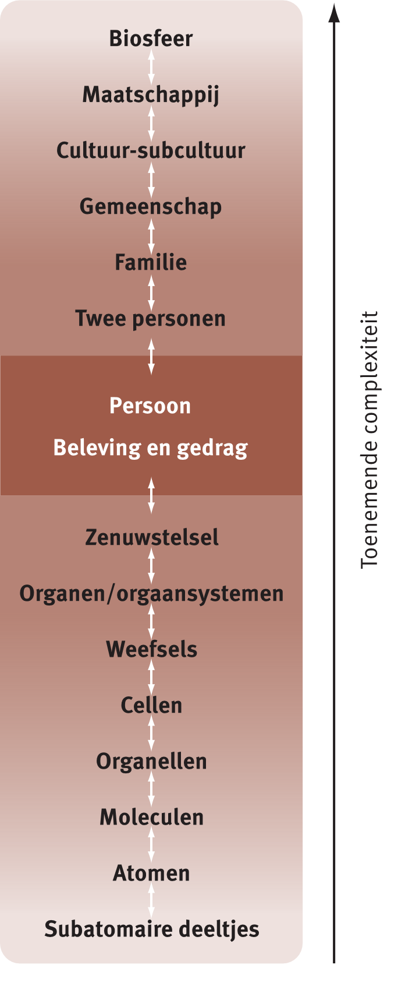 Biosfeer
Maatschappij
Cultuur-subcultuur
Gemeenschap
Familie
Twee personen
Persoon
Beleving en gedrag
Zenuwstelsel
Organen/orgaansystemen
Weefsels
Cellen
Organellen
Moleculen
Atomen
Subatomaire deeltjes
Toenemende complexiteit